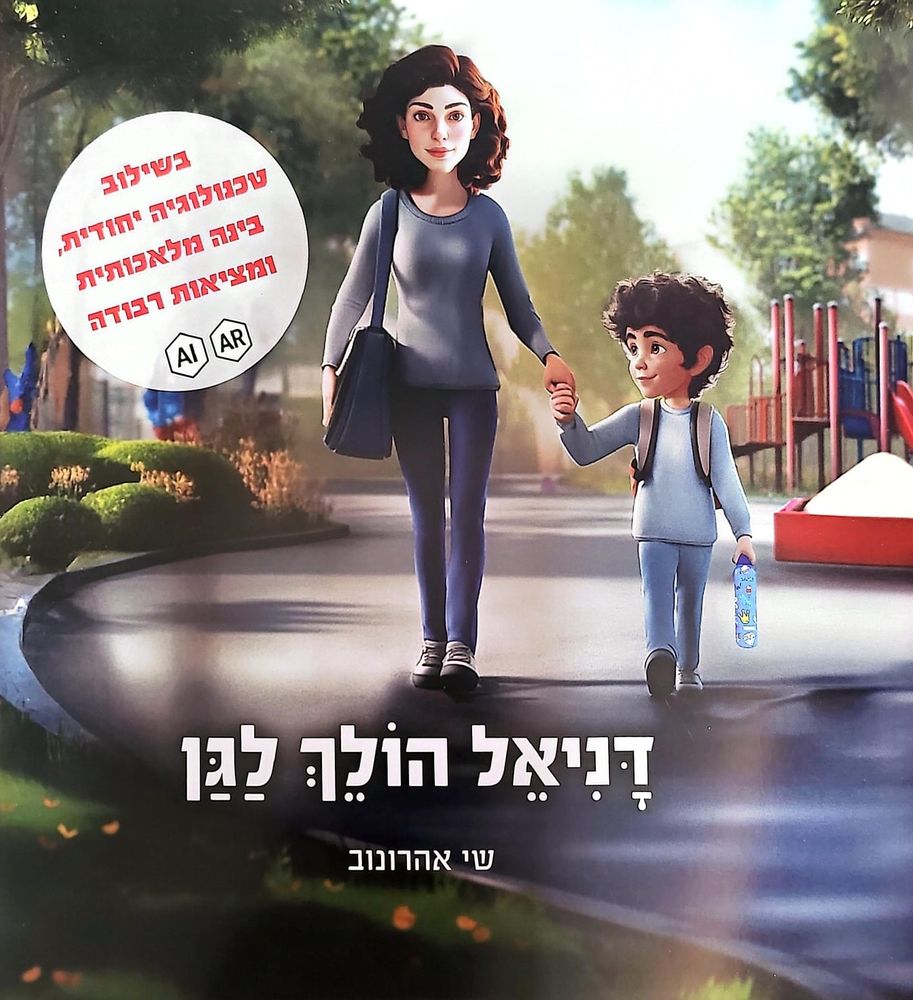 בשילוב
טכנולוגיה יחודית,
בינה מלאכותית
ומציאות רבודה
AI AR
דָּנִיאֵל הוֹלֵךְ לַגַּן
שי אהרונוב